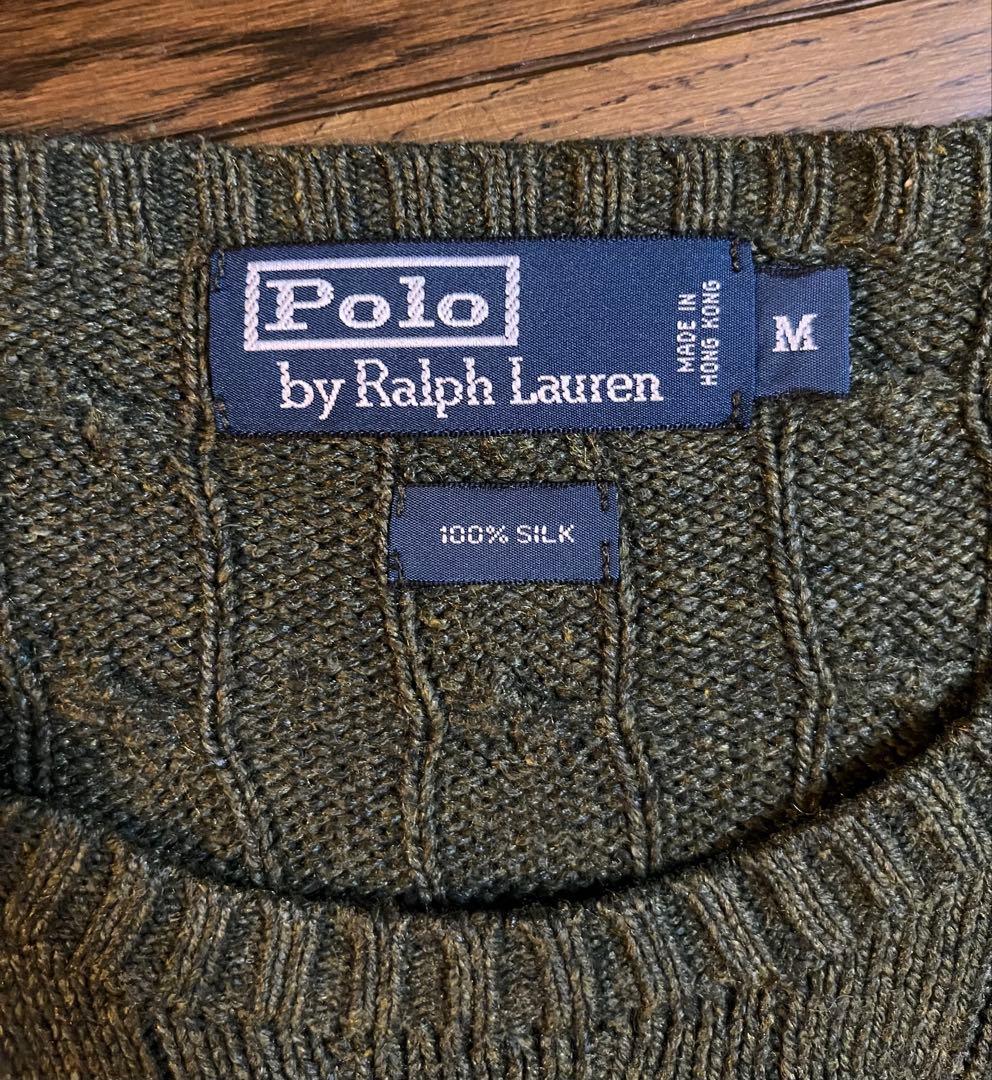 Polo
by Ralph Lauren
MADE IN
HONG KONG
M
100% SILK